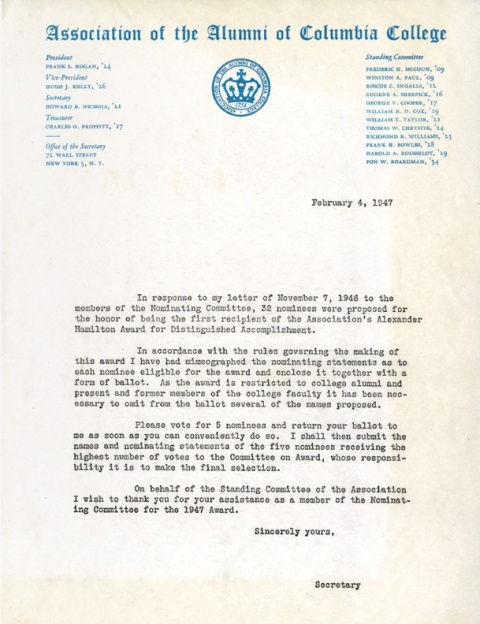 Association of the Alumni of Columbia College
President
FRANK S. HOGAN, '24
Vice-President
HUGH J. KELLY, '26
Secretary
HOWARD R. NICHOLS, '21
Treasurer
CHARLES G. PROFFITT, '17
Office of the Secretary
72 WALL STREET
NEW YORK 5, N. Y.
1754
Standing Committee
FREDERIC H. MCCOUN, '09
WINSTON A. PAUL, '09
ROSCOE C. INGALLS, '12
EUGENE A. SHERPICK, '16
GEORGE V. COOPER, '17
WILLIAM H. D. COX, '19
WILLIAM T. TAYLOR, '21
THOMAS W. CHRYSTIE, '24
RICHMOND B. WILLIAMS, '25
FRANK H. BOWLES, '28
HAROLD A. ROUSSELOT, '29
FON W. BOARDMAN, '34
February 4, 1947
In response to my letter of November 7, 1946 to the
members of the Nominating Committee, 32 nominees were proposed for
the honor of being the first recipient of the Association's Alexander
Hamilton Award for Distinguished Accomplishment.
In accordance with the rules governing the making of
this award I have had mimeographed the nominating statements as to
each nominee eligible for the award and enclose it together with a
form of ballot. As the award is restricted to college alumni and
present and former members of the college faculty it has been nec-
essary to omit from the ballot several of the names proposed.
Please vote for 5 nominees and return your ballot to
me as soon as you can conveniently do so. I shall then submit the
names and nominating statements of the five nominees receiving the
highest number of votes to the Committee on Award, whose responsi-
bility it is to make the final selection.
On behalf of the Standing Committee of the Association
I wish to thank you for your assistance as a member of the Nominat-
ing Committee for the 1947 Award.
Sincerely yours,
Secretary